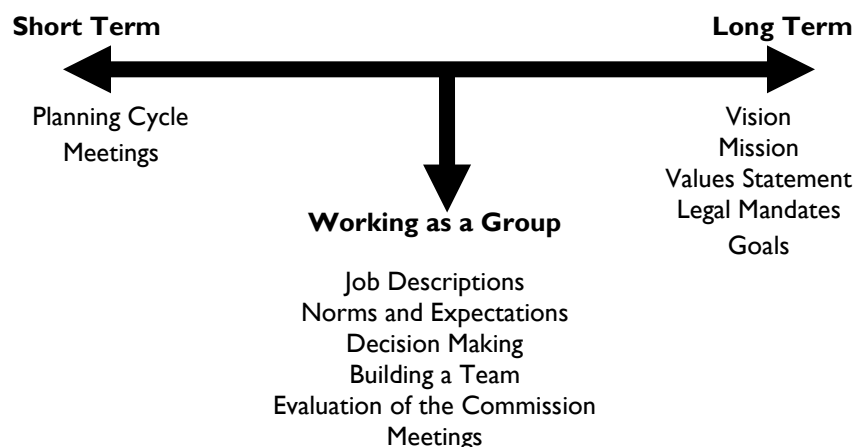 Short Term
Long Term
Planning Cycle
Meetings
Vision
Mission
Values Statement
Legal Mandates
Goals
Working as a Group
Job Descriptions
Norms and Expectations
Decision Making
Building a Team
Evaluation of the Commission
Meetings